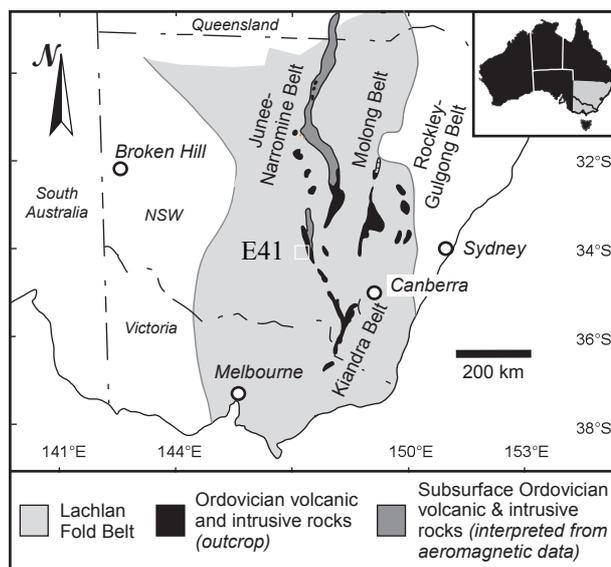 Queensland
N
Junee-
Narromine Belt
Molong Belt
Rockley-
Gulgong Belt
Broken Hill
32°S
South
Australia
NSW
E41
34°S
Sydney
Canberra
Victoria
Kiandra Belt
36°S
200 km
Melbourne
38°S
141°E
144°E
150°E
153°E
Lachlan
Fold Belt
Ordovician volcanic
and intrusive rocks
(outcrop)
Subsurface Ordovician
volcanic & intrusive
rocks (interpreted from
aeromagnetic data)